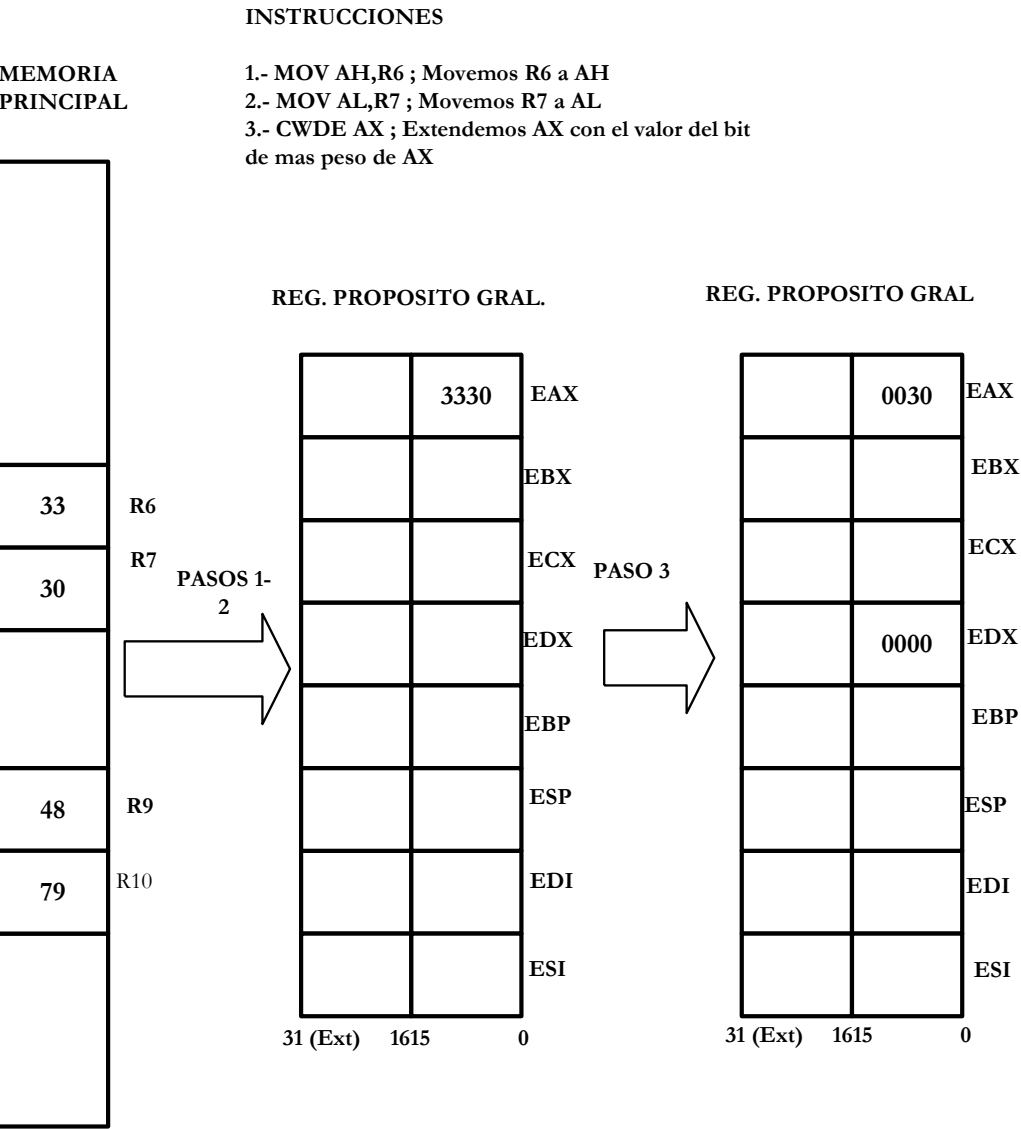 INSTRUCCIONES
MEMORIA
PRINCIPAL
1.- MOV AH,R6 ; Movemos R6 a AH
2.- MOV AL,R7 ; Movemos R7 a AL
3.- CWDE AX ; Extendemos AX con el valor del bit
de mas peso de AX
33 R6
30 R7
48 R9
79 R10
PASOS 1-
2
REG. PROPOSITO GRAL.
3330 EAX
EBX
ECX
EDX
EBP
ESP
EDI
ESI
31 (Ext) 1615 0
PASO 3
REG. PROPOSITO GRAL
0030 EAX
EBX
ECX
0000 EDX
EBP
ESP
EDI
ESI
31 (Ext) 1615 0